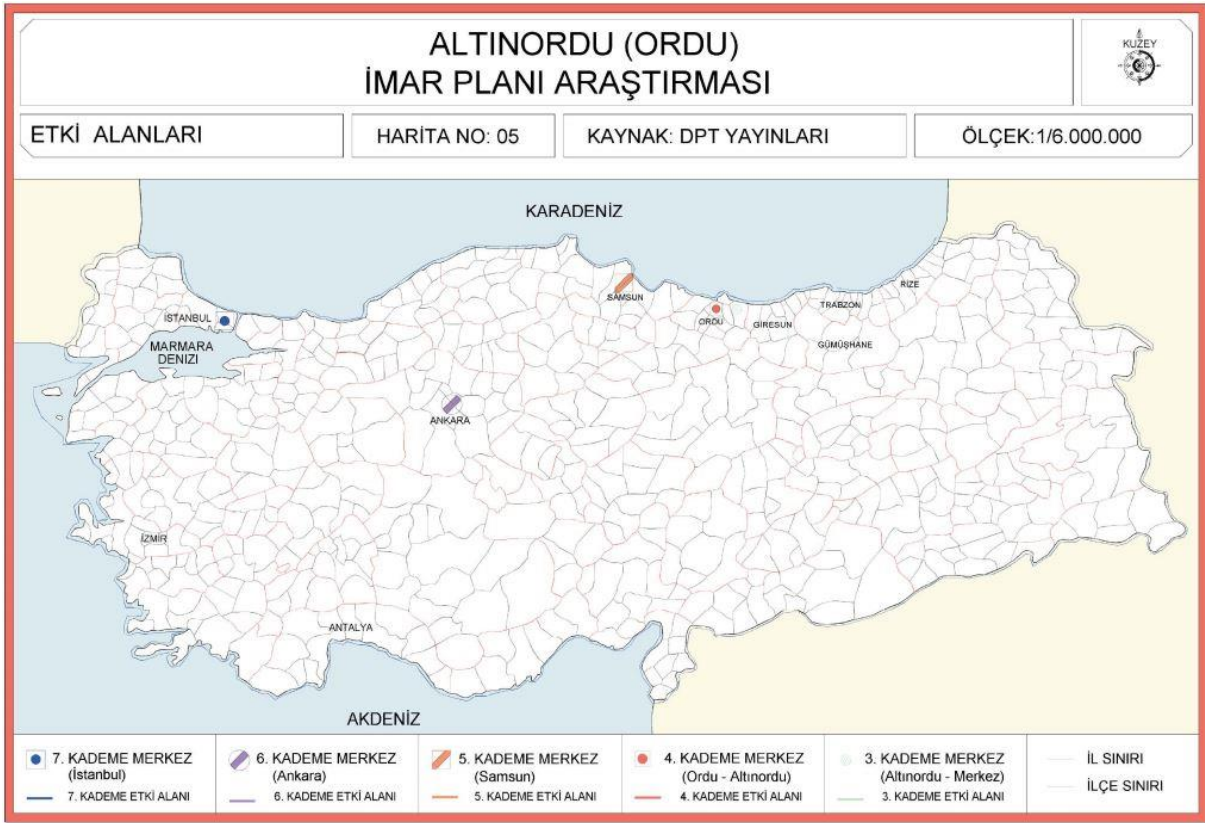 ALTINORDU (ORDU)
İMAR PLANI ARAŞTIRMASI
KUZEY
ETKİ ALANLARI
HARİTA NO: 05
KAYNAK: DPT YAYINLARI
ÖLÇEK:1/6.000.000
KARADENİZ
SAMSUN
RİZE
TRABZON
İSTANBUL
ORDU
GİRESUN
GÜMÜŞHANE
MARMARA
DENIZI
ANKARA
İZMİR
ANTALYA
AKDENİZ
7. KADEME MERKEZ
(İstanbul)
7. KADEME ETKİ ALANI
6. KADEME MERKEZ
(Ankara)
6. KADEME ETKİ ALANI
5. KADEME MERKEZ
(Samsun)
5. KADEME ETKİ ALANI
4. KADEME MERKEZ
(Ordu - Altınordu)
4. KADEME ETKİ ALANI
3. KADEME MERKEZ
(Altınordu - Merkez)
3. KADEME ETKİ ALANI
İL SINIRI
İLÇE SINIRI